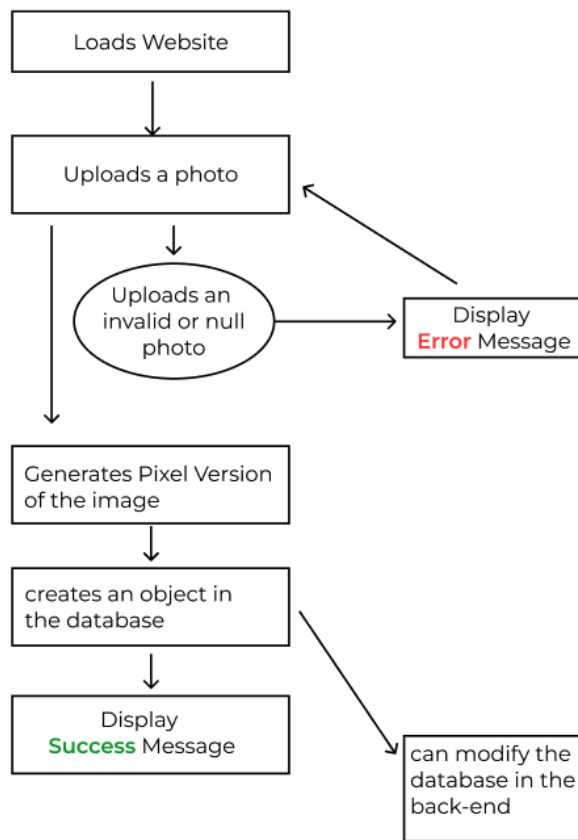 Loads Website
Uploads a photo
Uploads an
invalid or null
photo
Display
Error Message
Generates Pixel Version
of the image
creates an object in
the database
Display
Success Message
can modify the
database in the
back-end